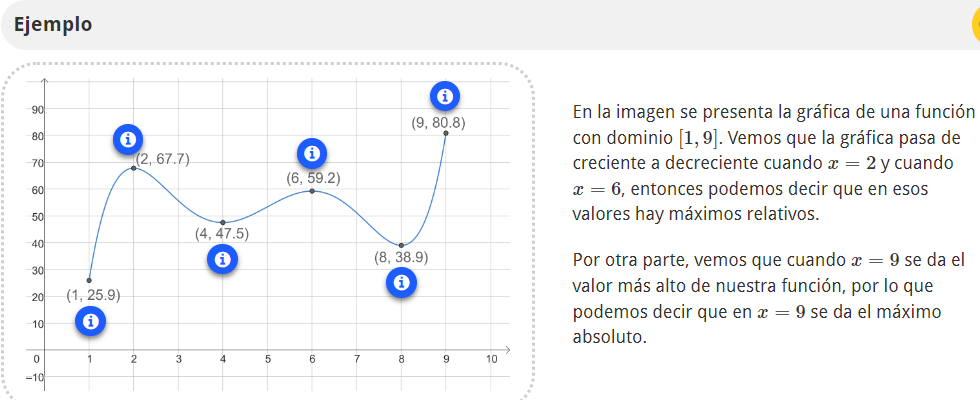 Ejemplo
90
80
70
60
50
40
30
20
10
0
−10
1
2
3
4
5
6
7
8
9
10
(1, 25.9)
(2, 67.7)
(4, 47.5)
(6, 59.2)
(8, 38.9)
(9, 80.8)
En la imagen se presenta la gráfica de una función
con dominio [1, 9]. Vemos que la gráfica pasa de
creciente a decreciente cuando x = 2 y cuando
x = 6, entonces podemos decir que en esos
valores hay máximos relativos.
Por otra parte, vemos que cuando x = 9 se da el
valor más alto de nuestra función, por lo que
podemos decir que en x = 9 se da el máximo
absoluto.